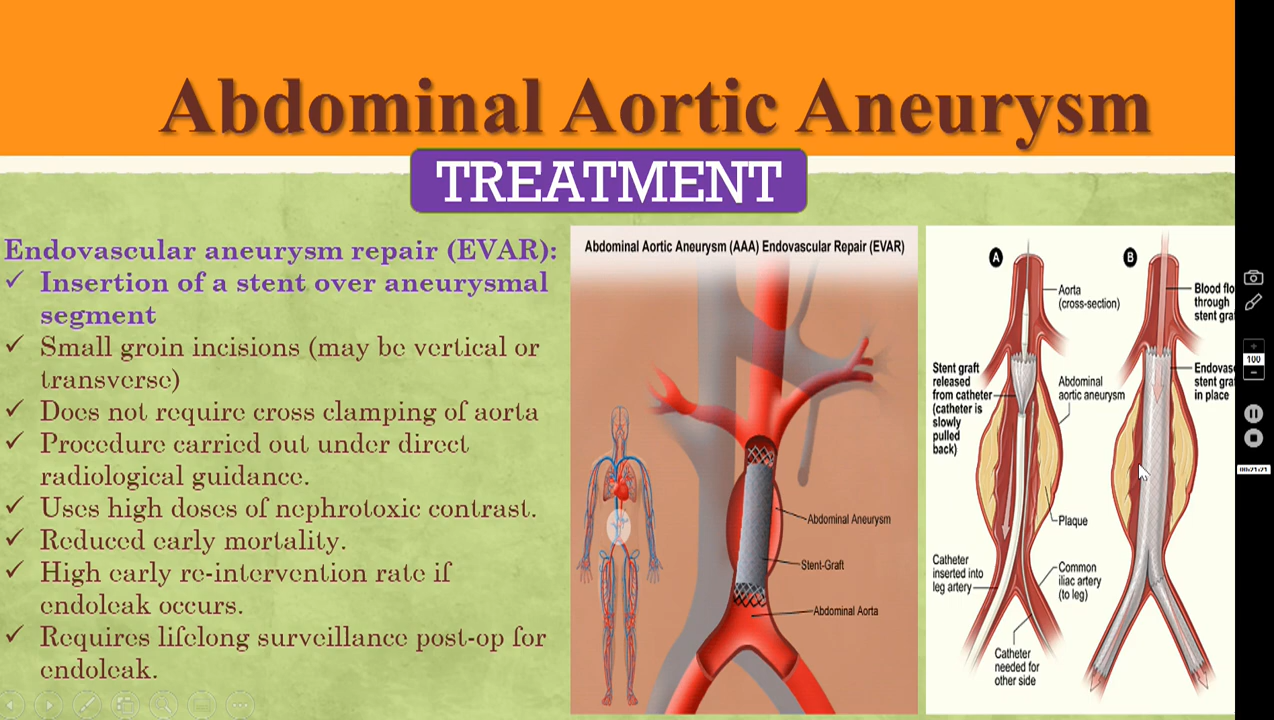 Abdominal Aortic Aneurysm
TREATMENT
Endovascular aneurysm repair (EVAR):
✓ Insertion of a stent over aneurysmal
segment
✓ Small groin incisions (may be vertical or
transverse)
✓ Does not require cross clamping of aorta
✓ Procedure carried out under direct
radiological guidance.
✓ Uses high doses of nephrotoxic contrast.
✓ Reduced early mortality.
✓ High early re-intervention rate if
endoleak occurs.
✓ Requires lifelong surveillance post-op for
endoleak.
Abdominal Aortic Aneurysm (AAA) Endovascular Repair (EVAR)
Abdominal Aneurysm
Stent-Graft
Abdominal Aorta
A
Aorta
(cross-section)
Stent graft
released
from catheter
(catheter is
slowly
pulled
back)
Abdominal
aortic aneurysm
Plaque
Catheter
inserted into
leg artery
Common
iliac artery
(to leg)
Catheter
needed for
other side
B
Blood flo
through
stent gra
Endovas
stent gra
in place
100
00:21:21